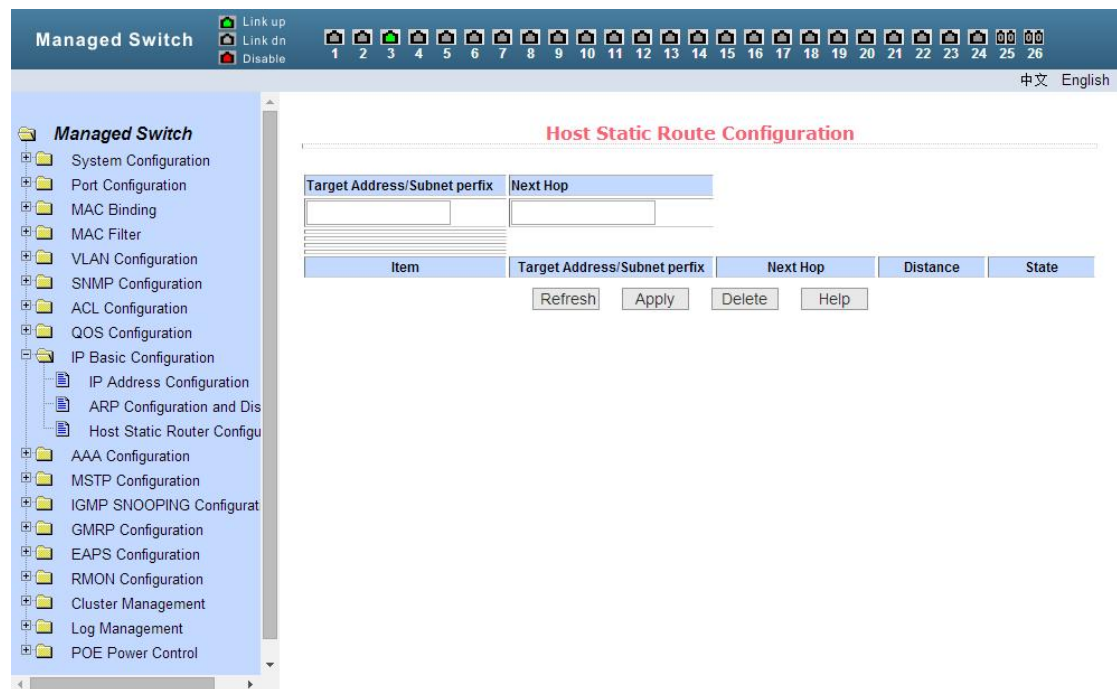 Managed Switch
Link up
Link dn
Disable
1 2 3 4 5 6 7 8 9 10 11 12 13 14 15 16 17 18 19 20 21 22 23 24 25 26
中文 English
Managed Switch
System Configuration
Port Configuration
MAC Binding
MAC Filter
VLAN Configuration
SNMP Configuration
ACL Configuration
QOS Configuration
IP Basic Configuration
IP Address Configuration
ARP Configuration and Dis
Host Static Router Configu
AAA Configuration
MSTP Configuration
IGMP SNOOPING Configurat
GMRP Configuration
EAPS Configuration
RMON Configuration
Cluster Management
Log Management
POE Power Control
Host Static Route Configuration
Target Address/Subnet perfix Next Hop
Item Target Address/Subnet perfix Next Hop Distance State
Refresh Apply Delete Help